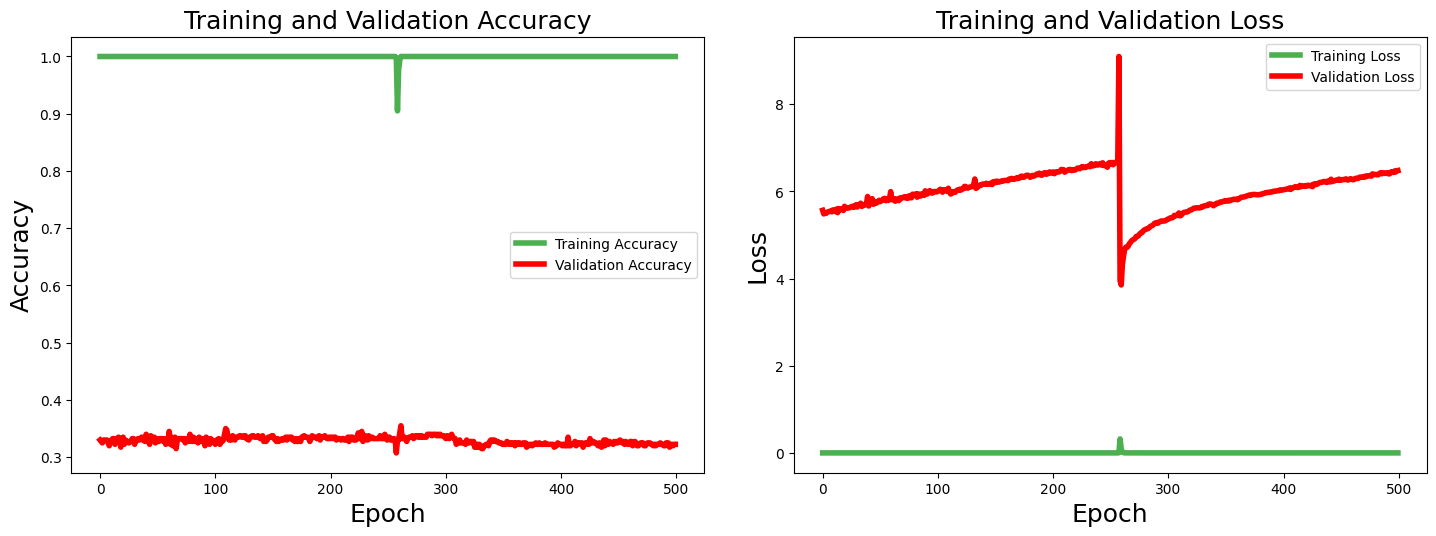 Training and Validation Accuracy
1.0
0.9
0.8
0.7
0.6
0.5
0.4
0.3
Accuracy
Training Accuracy
Validation Accuracy
0 100 200 300 400 500
Epoch
Training and Validation Loss
8
6
4
2
0
Loss
Training Loss
Validation Loss
0 100 200 300 400 500
Epoch